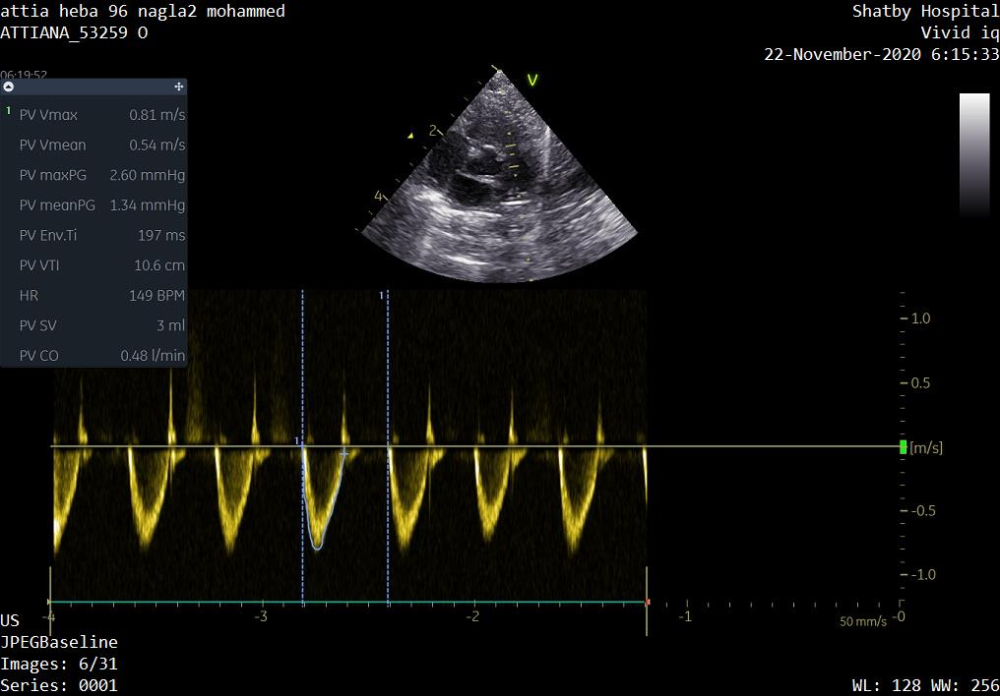 attia heba 96 nagla2 mohammed
ATTIANA_53259 O
Shatby Hospital
Vivid iq
22-November-2020 6:15:33
06:19:52
1 PV Vmax 0.81 m/s
PV Vmean 0.54 m/s
PV maxPG 2.60 mmHg
PV meanPG 1.34 mmHg
PV Env.Ti 197 ms
PV VTI 10.6 cm
HR 149 BPM
PV SV 3 ml
PV CO 0.48 l/min
V
2
4
1
1
1.0
0.5
[m/s]
-0.5
-1.0
-4
-3
-2
-1
50 mm/s
-0
US
JPEGBaseline
Images: 6/31
Series: 0001
WL: 128 WW: 256